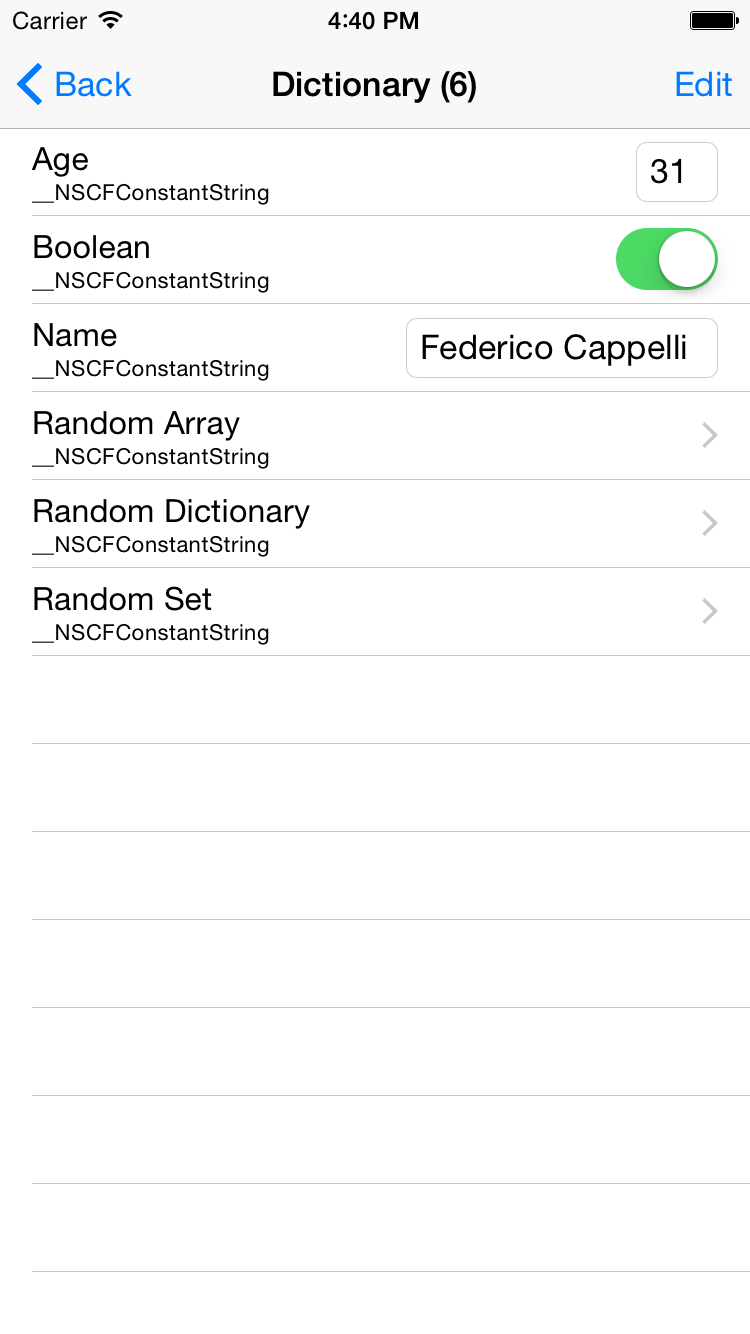 Carrier 4:40 PM
Back Dictionary (6) Edit
Age
__NSCFConstantString
31
Boolean
__NSCFConstantString
Name
__NSCFConstantString
Federico Cappelli
Random Array
__NSCFConstantString
Random Dictionary
__NSCFConstantString
Random Set
__NSCFConstantString